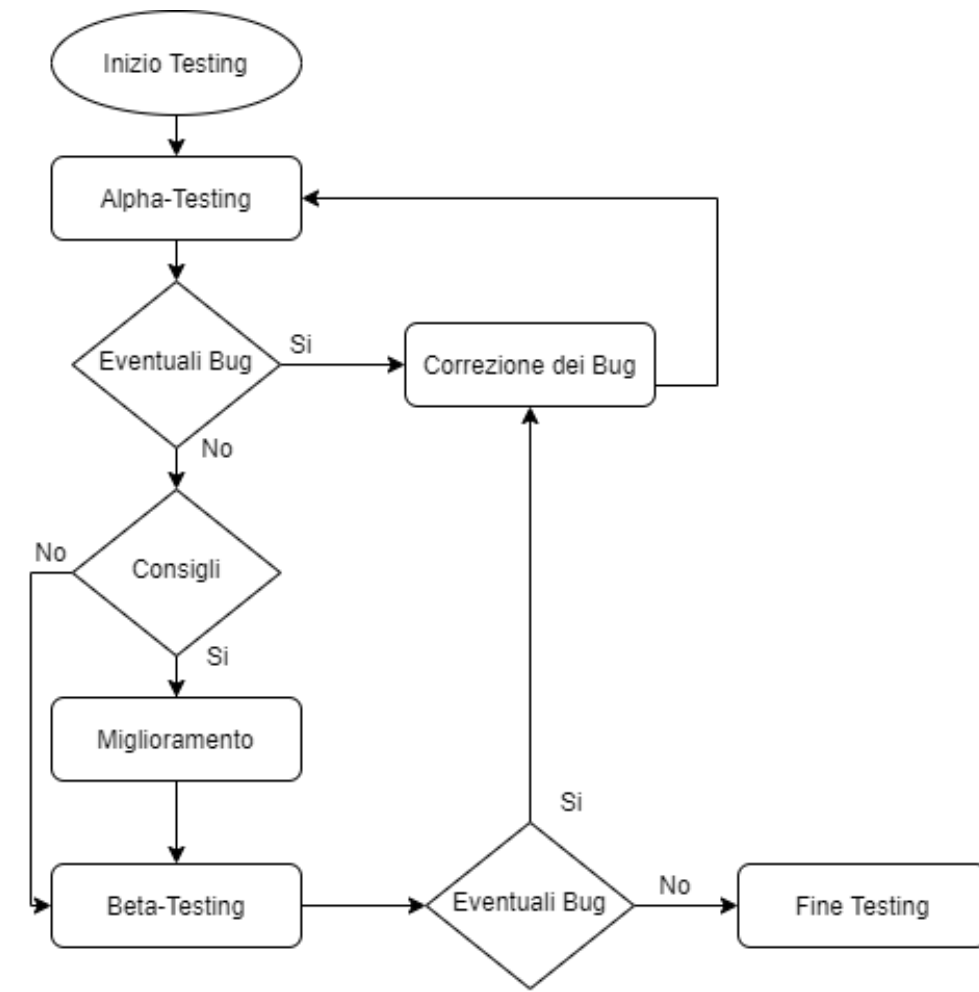 Inizio Testing
Alpha-Testing
Eventuali Bug
Si
Correzione dei Bug
No
No
Consigli
Si
Miglioramento
Si
Beta-Testing
Eventuali Bug
No
Fine Testing